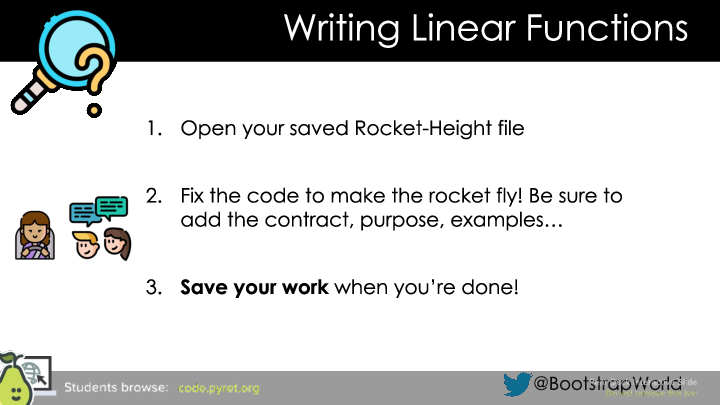 Writing Linear Functions
1. Open your saved Rocket-Height file
2. Fix the code to make the rocket fly! Be sure to
add the contract, purpose, examples…
3. Save your work when you’re done!
Students browse: code.pyret.org
@BootstrapWorld